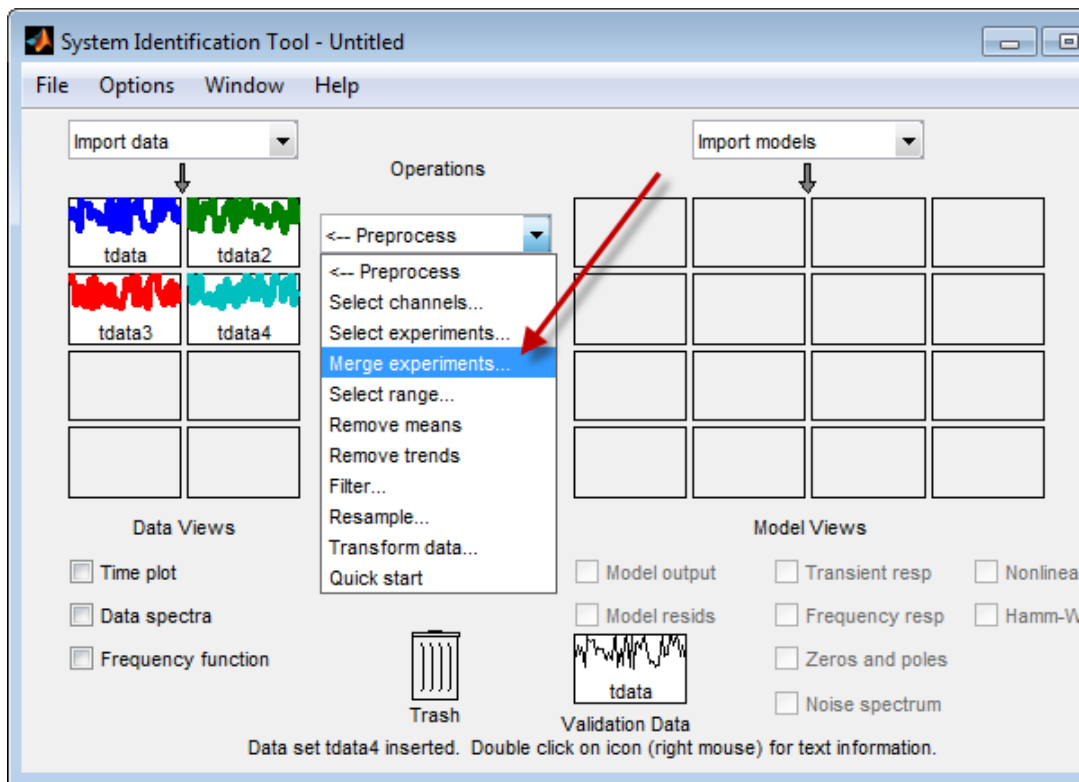 System Identification Tool - Untitled
File Options Window Help
Import data
Import models
Operations
<-- Preprocess
tdata
tdata2
tdata3
tdata4
<-- Preprocess
Select channels...
Select experiments...
Merge experiments...
Select range...
Remove means
Remove trends
Filter...
Resample...
Transform data...
Quick start
Data Views
Model Views
Time plot
Data spectra
Frequency function
Model output
Transient resp
Nonlinea
Model resids
Frequency resp
Hamm-W
Zeros and poles
Noise spectrum
Trash
tdata
Validation Data
Data set tdata4 inserted. Double click on icon (right mouse) for text information.